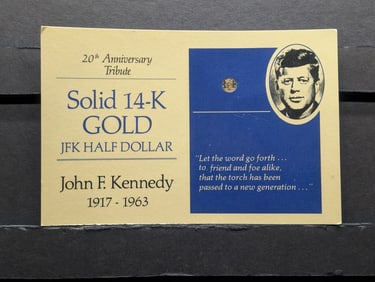 20th Anniversary
Tribute
Solid 14-K
GOLD
JFK HALF DOLLAR
John F. Kennedy
1917 - 1963
"Let the word go forth ...
to friend and foe alike,
that the torch has been
passed to a new generation ..."